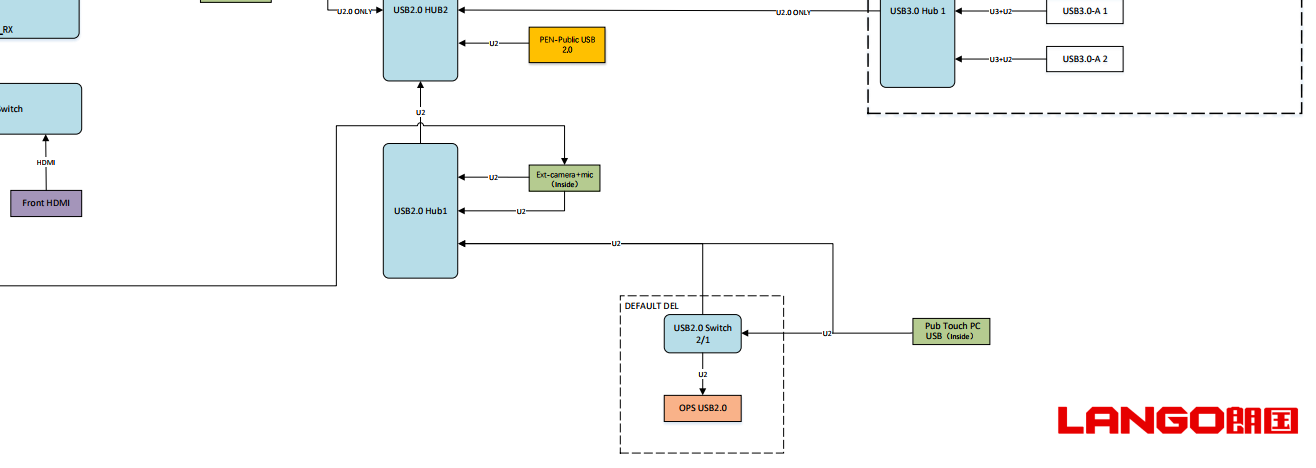 USB2.0 HUB2
U2.0 ONLY
U2.0 ONLY
USB3.0 Hub 1
U3+U2
USB3.0-A 1
_RX
U2
PEN-Public USB
2.0
U3+U2
USB3.0-A 2
witch
U2
HDMI
Front HDMI
U2
Ext-camera+mic
（Inside）
USB2.0 Hub1
U2
U2
DEFAULT DEL
USB2.0 Switch
2/1
U2
Pub Touch PC
USB（Inside）
U2
OPS USB2.0
LANGO朗国